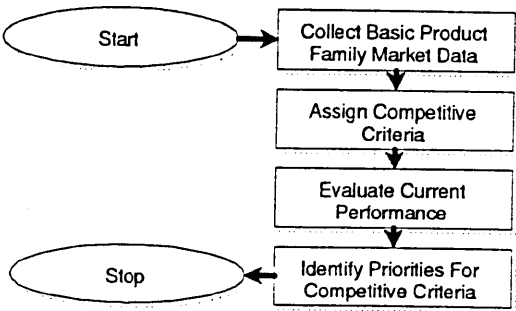 Start
Collect Basic Product
Family Market Data
Assign Competitive
Criteria
Evaluate Current
Performance
Stop
Identify Priorities For
Competitive Criteria